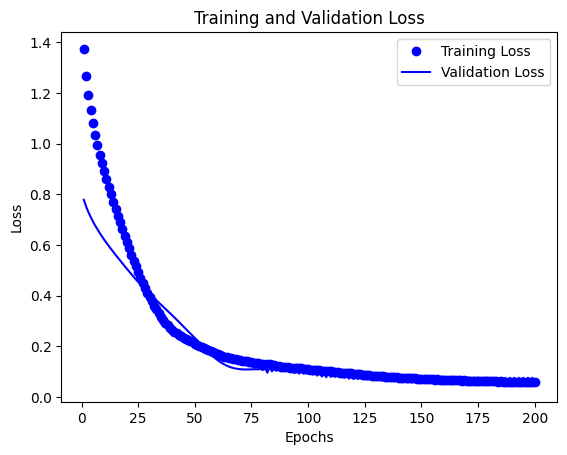 Training and Validation Loss
Training Loss
Validation Loss
1.4
1.2
1.0
0.8
0.6
0.4
0.2
0.0
Loss
0 25 50 75 100 125 150 175 200
Epochs